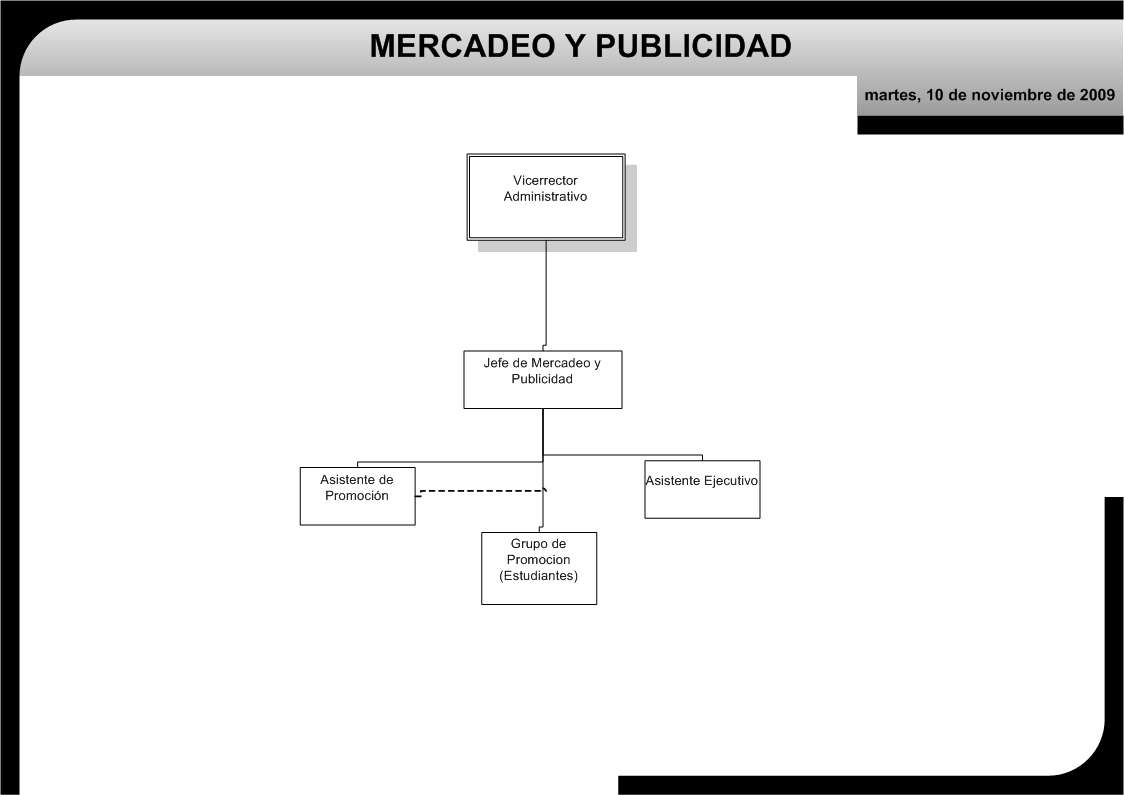 MERCADEO Y PUBLICIDAD
martes, 10 de noviembre de 2009
Vicerrector
Administrativo
Jefe de Mercadeo y
Publicidad
Asistente de
Promoción
Asistente Ejecutivo
Grupo de
Promocion
(Estudiantes)